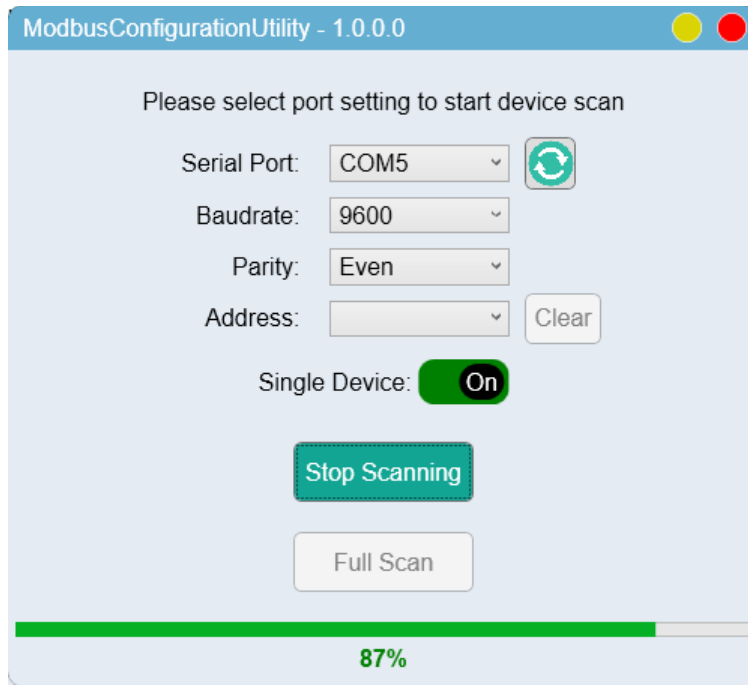 ModbusConfigurationUtility - 1.0.0.0
Please select port setting to start device scan
Serial Port: COM5
Baudrate: 9600
Parity: Even
Address: Clear
Single Device: On
Stop Scanning
Full Scan
87%